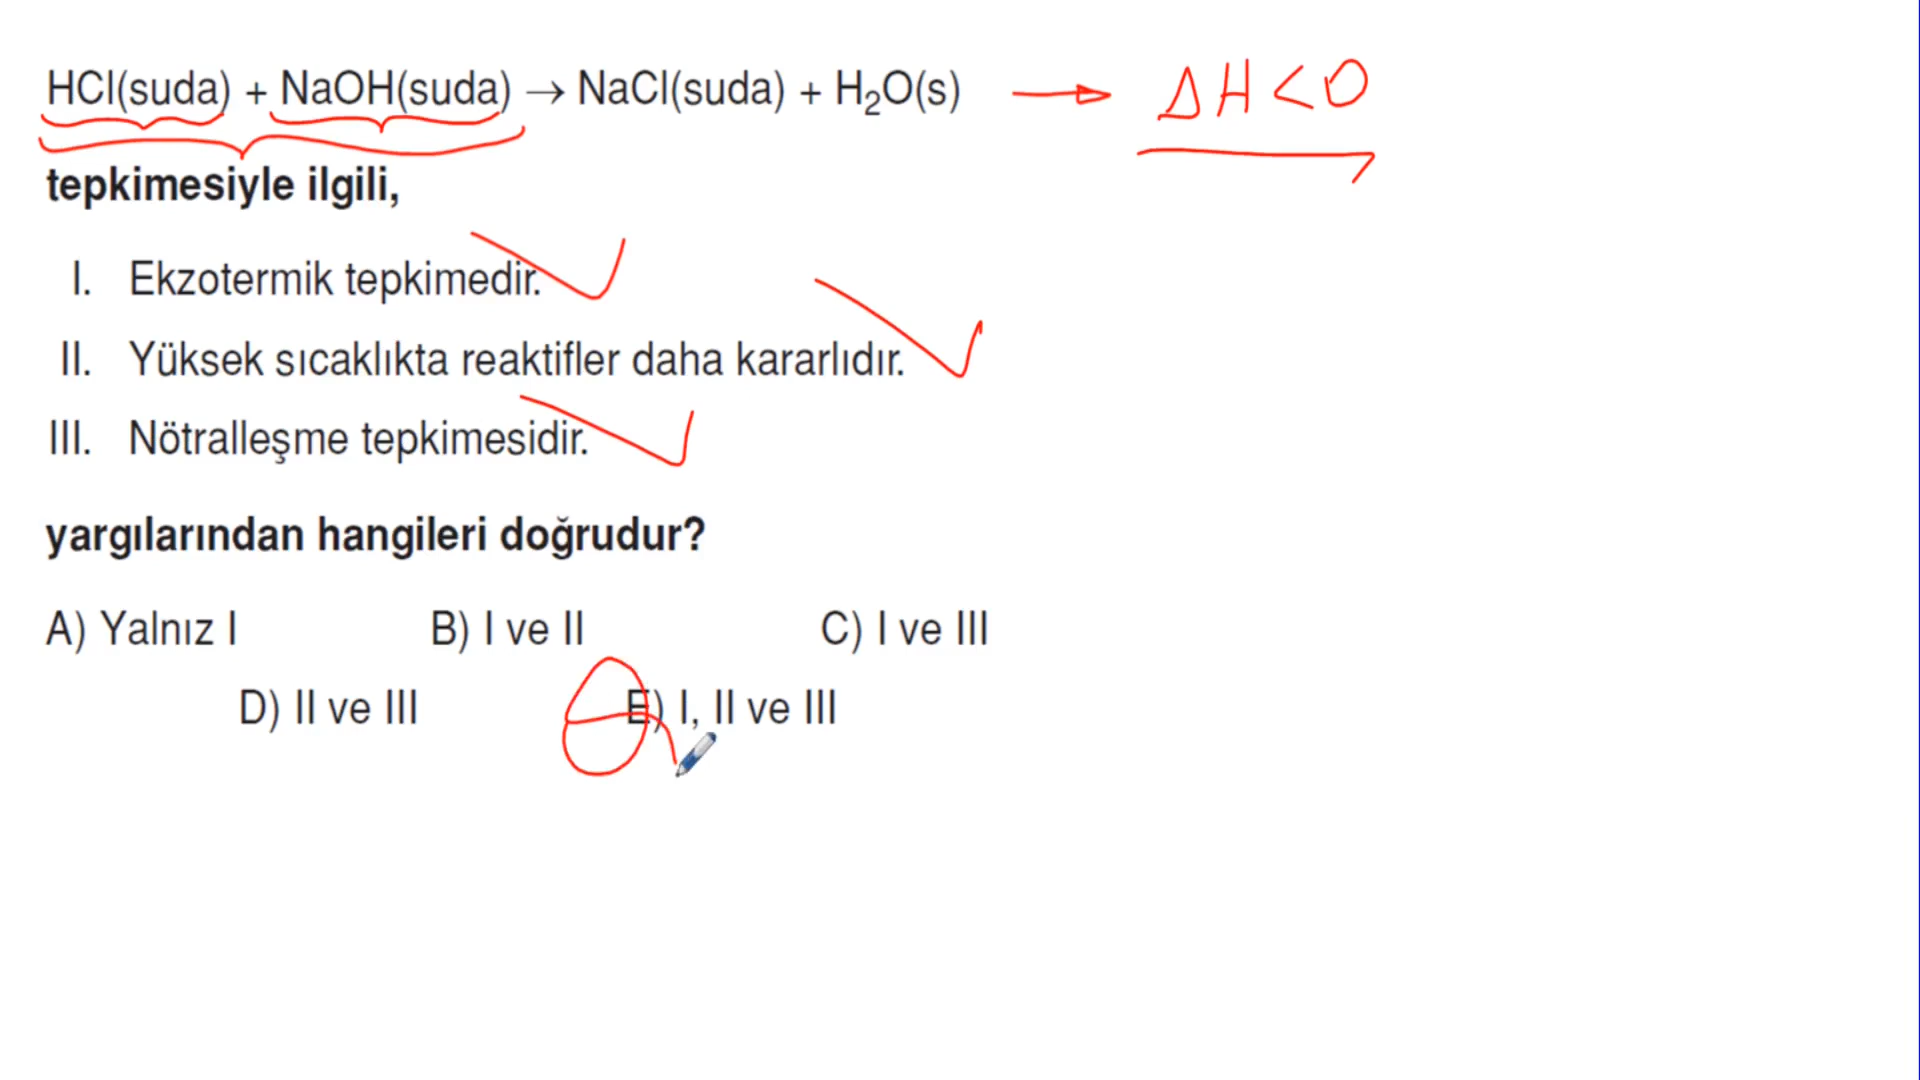 HCl(suda) + NaOH(suda) → NaCl(suda) + H₂O(s) → ΔH<0
tepkimesiyle ilgili,
I. Ekzotermik tepkimedir.
II. Yüksek sıcaklıkta reaktifler daha kararlıdır.
III. Nötralleşme tepkimesidir.
yargılarından hangileri doğrudur?
A) Yalnız I B) I ve II C) I ve III
D) II ve III E) I, II ve III